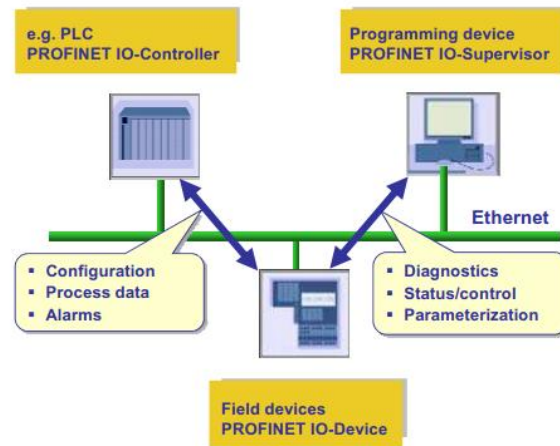 e.g. PLC
PROFINET IO-Controller
Programming device
PROFINET IO-Supervisor
Ethernet
▪ Configuration
▪ Process data
▪ Alarms
▪ Diagnostics
▪ Status/control
▪ Parameterization
Field devices
PROFINET IO-Device